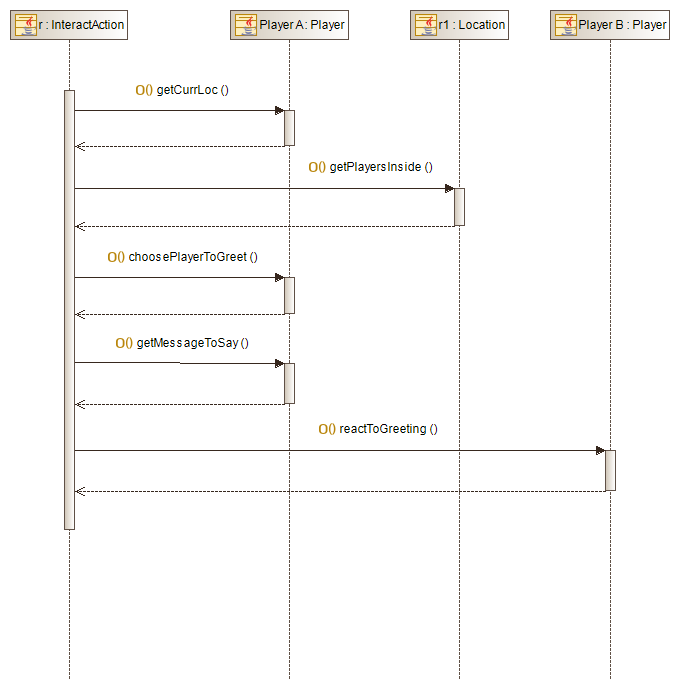 r : InteractAction
Player A : Player
r1 : Location
Player B : Player
O() getCurrLoc ()
O() getPlayersInside ()
O() choosePlayerToGreet ()
O() getMessageToSay ()
O() reactToGreeting ()